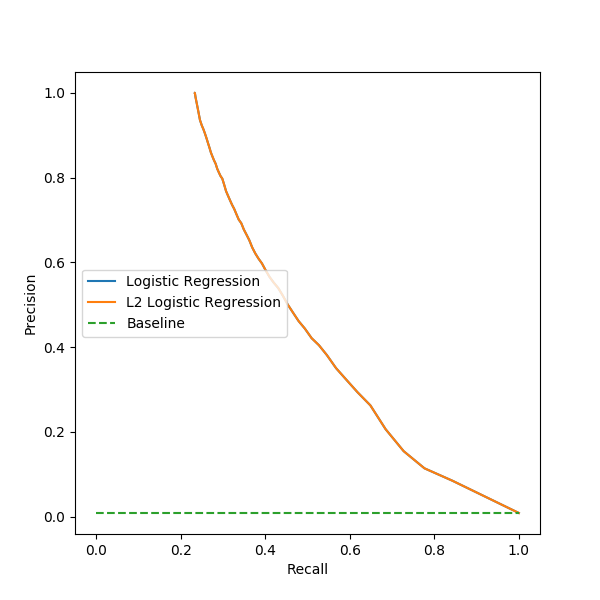 1.0
0.8
0.6
0.4
0.2
0.0
Precision
Logistic Regression
L2 Logistic Regression
Baseline
0.0 0.2 0.4 0.6 0.8 1.0
Recall